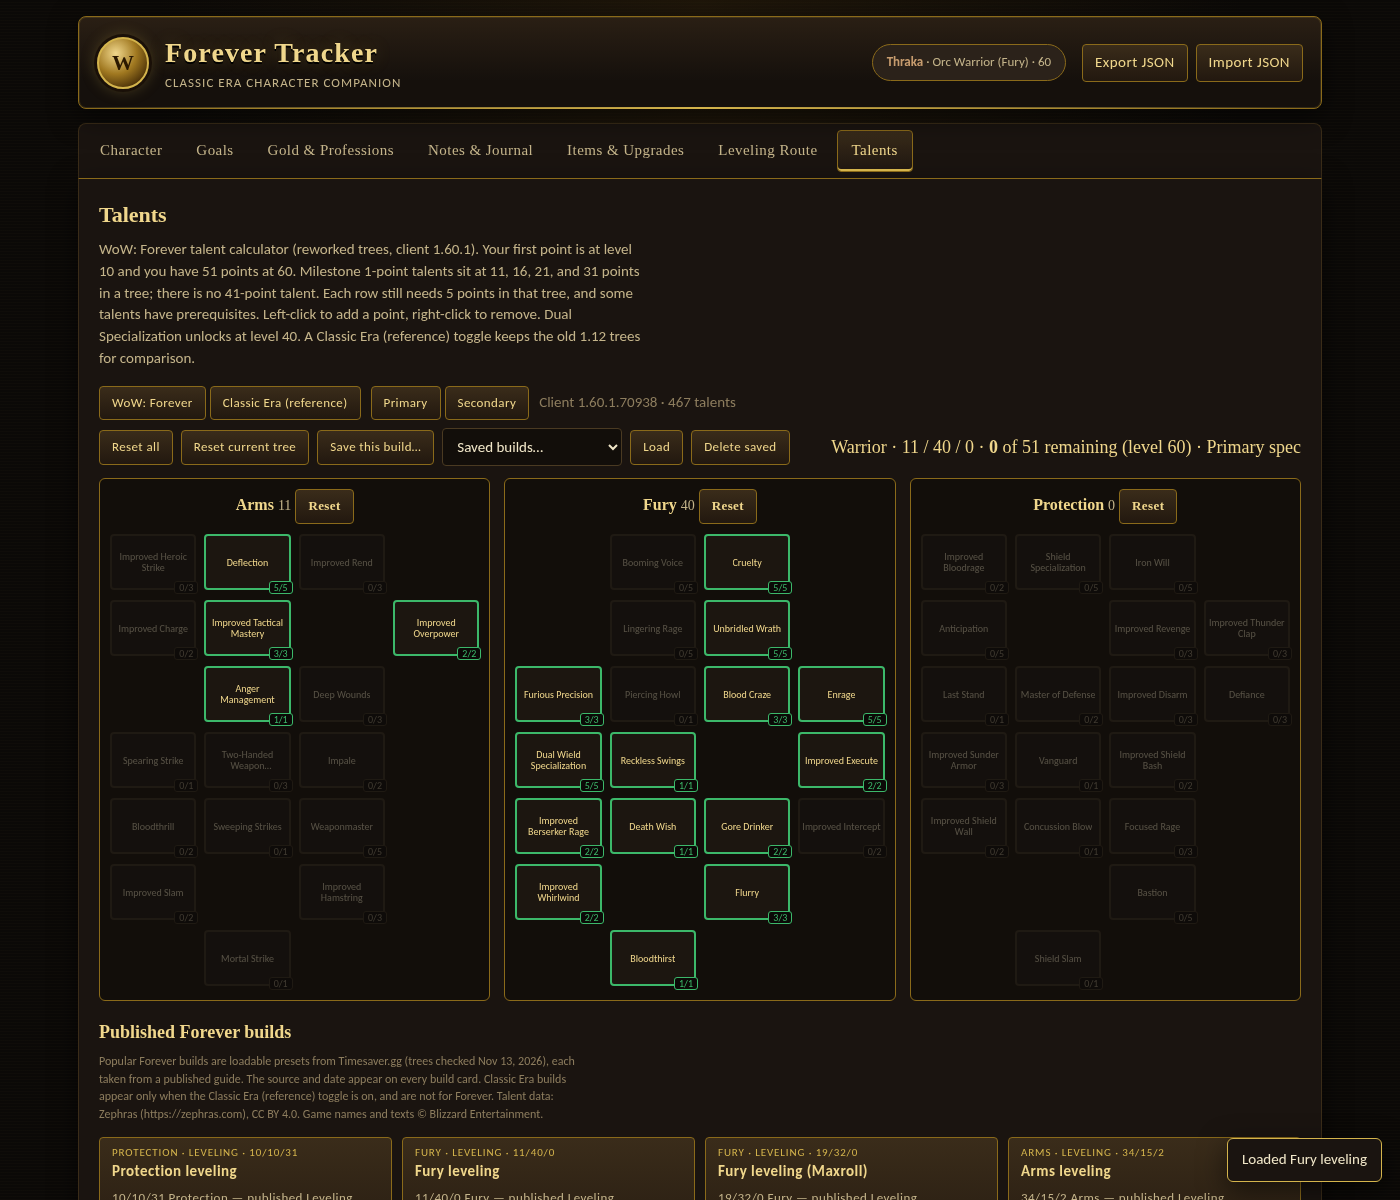 W
Forever Tracker
CLASSIC ERA CHARACTER COMPANION
Thraka · Orc Warrior (Fury) · 60
Export JSON
Import JSON
Character
Goals
Gold & Professions
Notes & Journal
Items & Upgrades
Leveling Route
Talents
Talents
WoW: Forever talent calculator (reworked trees, client 1.60.1). Your first point is at level
10 and you have 51 points at 60. Milestone 1-point talents sit at 11, 16, 21, and 31 points
in a tree; there is no 41-point talent. Each row still needs 5 points in that tree, and some
talents have prerequisites. Left-click to add a point, right-click to remove. Dual
Specialization unlocks at level 40. A Classic Era (reference) toggle keeps the old 1.12 trees
for comparison.
WoW: Forever
Classic Era (reference)
Primary
Secondary
Client 1.60.1.70938 · 467 talents
Reset all
Reset current tree
Save this build...
Saved builds...
Load
Delete saved
Warrior · 11 / 40 / 0 · 0 of 51 remaining (level 60) · Primary spec
Arms 11
Reset
Improved Heroic
Strike
0/3
Deflection
5/5
Improved Rend
0/3
Improved Charge
0/2
Improved Tactical
Mastery
3/3
Improved
Overpower
2/2
Anger
Management
1/1
Deep Wounds
0/3
Spearing Strike
0/1
Two-Handed
Weapon...
0/3
Impale
0/2
Bloodthrill
0/2
Sweeping Strikes
0/1
Weaponmaster
0/5
Improved Slam
0/2
Improved
Hamstring
0/3
Mortal Strike
0/1
Fury 40
Reset
Booming Voice
0/5
Cruelty
5/5
Lingering Rage
0/5
Unbridled Wrath
5/5
Furious Precision
3/3
Piercing Howl
0/1
Blood Craze
3/3
Enrage
5/5
Dual Wield
Specialization
5/5
Reckless Swings
1/1
Improved Execute
2/2
Improved
Berserker Rage
2/2
Death Wish
1/1
Gore Drinker
2/2
Improved Intercept
0/2
Improved
Whirlwind
2/2
Flurry
3/3
Bloodthirst
1/1
Protection 0
Reset
Improved
Bloodrage
0/2
Shield
Specialization
0/5
Iron Will
0/5
Anticipation
0/5
Improved Revenge
0/3
Improved Thunder
Clap
0/3
Last Stand
0/1
Master of Defense
0/2
Improved Disarm
0/3
Defiance
0/3
Improved Sunder
Armor
0/3
Vanguard
0/1
Improved Shield
Bash
0/2
Improved Shield
Wall
0/2
Concussion Blow
0/1
Focused Rage
0/3
Bastion
0/5
Shield Slam
0/1
Published Forever builds
Popular Forever builds are loadable presets from Timesaver.gg (trees checked Nov 13, 2026), each
taken from a published guide. The source and date appear on every build card. Classic Era builds
appear only when the Classic Era (reference) toggle is on, and are not for Forever. Talent data:
Zephras (https://zephras.com), CC BY 4.0. Game names and texts © Blizzard Entertainment.
PROTECTION · LEVELING · 10/10/31
Protection leveling
10/10/31 Protection — published Leveling
FURY · LEVELING · 11/40/0
Fury leveling
11/40/0 Fury — published Leveling
FURY · LEVELING · 19/32/0
Fury leveling (Maxroll)
19/32/0 Fury — published Leveling
ARMS · LEVELING · 34/15/2
Arms leveling
34/15/2 Arms — published Leveling
Loaded Fury leveling